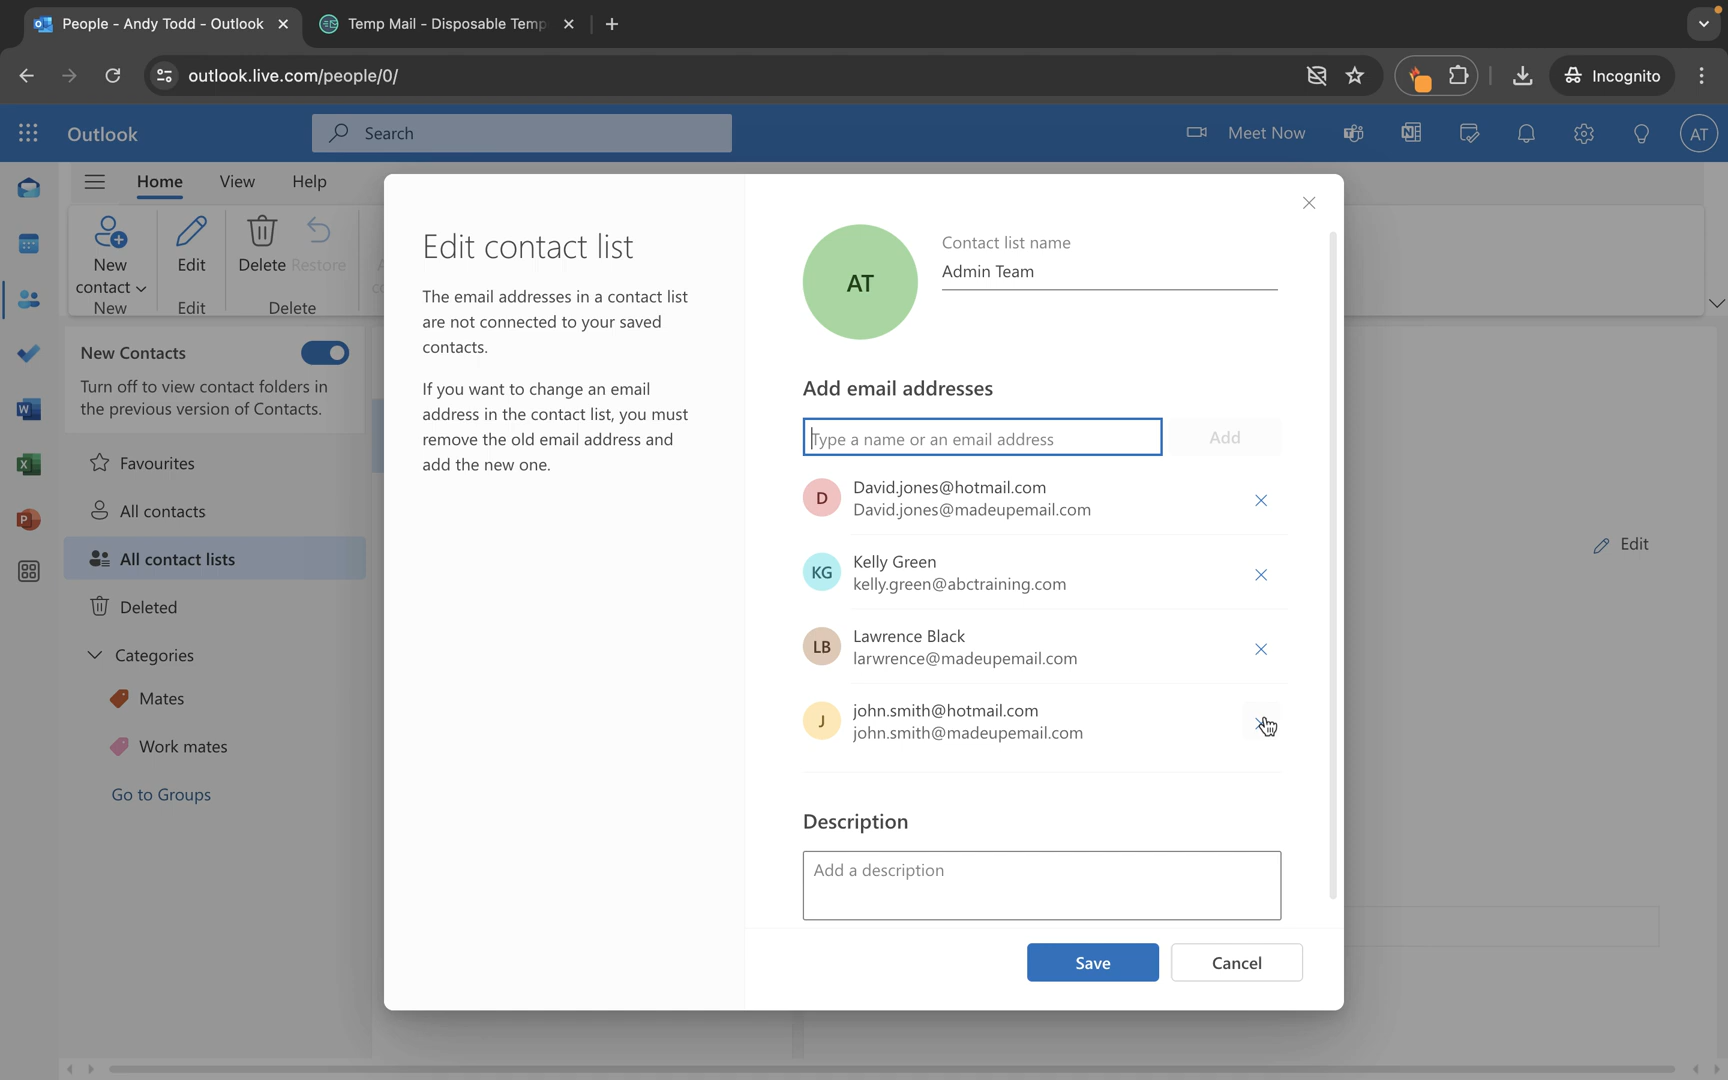 People - Andy Todd - Outlook
Temp Mail - Disposable Temp
outlook.live.com/people/0/
Incognito
Outlook
Search
Meet Now
AT
Home
View
Help
New
contact
New
Edit
Edit
Delete
Restore
Delete
New Contacts
Turn off to view contact folders in
the previous version of Contacts.
Favourites
All contacts
All contact lists
Deleted
Categories
Mates
Work mates
Go to Groups
Edit contact list
The email addresses in a contact list
are not connected to your saved
contacts.
If you want to change an email
address in the contact list, you must
remove the old email address and
add the new one.
AT
Contact list name
Admin Team
Add email addresses
Type a name or an email address
Add
D
David.jones@hotmail.com
David.jones@madeupemail.com
KG
Kelly Green
kelly.green@abctraining.com
LB
Lawrence Black
larwrence@madeupemail.com
J
john.smith@hotmail.com
john.smith@madeupemail.com
Description
Add a description
Save
Cancel
Edit